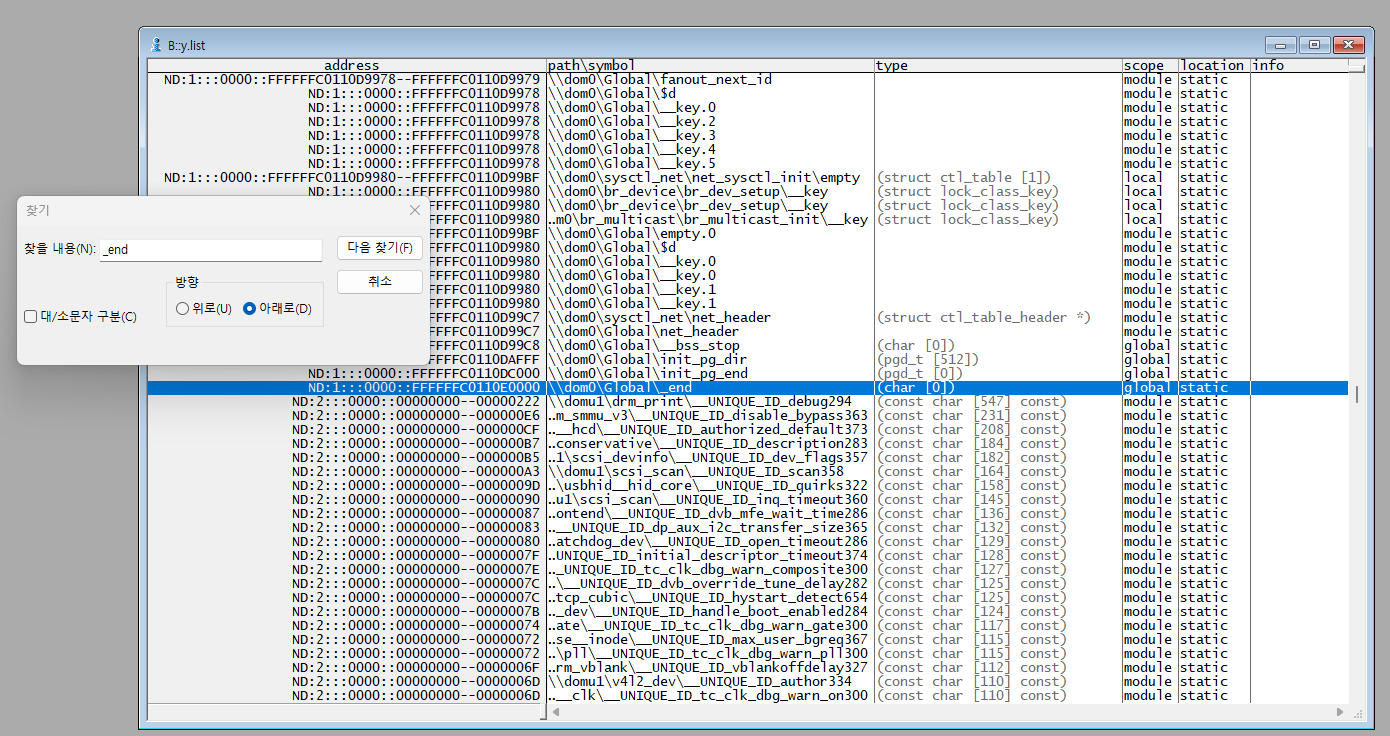 B::y.list
address path\symbol type scope location info
ND:1:::0000::FFFFFFC0110D9978--FFFFFFC0110D9979 \\dom0\Global\fanout_next_id module static
ND:1:::0000::FFFFFFC0110D9978 \\dom0\Global\$d module static
ND:1:::0000::FFFFFFC0110D9978 \\dom0\Global\__key.0 module static
ND:1:::0000::FFFFFFC0110D9978 \\dom0\Global\__key.2 module static
ND:1:::0000::FFFFFFC0110D9978 \\dom0\Global\__key.3 module static
ND:1:::0000::FFFFFFC0110D9978 \\dom0\Global\__key.4 module static
ND:1:::0000::FFFFFFC0110D9978 \\dom0\Global\__key.5 module static
ND:1:::0000::FFFFFFC0110D9980--FFFFFFC0110D99BF \\dom0\sysctl_net\net_sysctl_init\empty (struct ctl_table [1]) local static
ND:1:::0000::FFFFFFC0110D9980 \\dom0\br_device\br_dev_setup\__key (struct lock_class_key) local static
0110D9980 \\dom0\br_device\br_dev_setup\__key (struct lock_class_key) local static
0110D9980 ..m0\br_multicast\br_multicast_init\__key (struct lock_class_key) local static
0110D99BF \\dom0\Global\empty.0 module static
0110D9980 \\dom0\Global\$d module static
0110D9980 \\dom0\Global\__key.0 module static
0110D9980 \\dom0\Global\__key.0 module static
0110D9980 \\dom0\Global\__key.1 module static
0110D9980 \\dom0\Global\__key.1 module static
0110D99C7 \\dom0\sysctl_net\net_header (struct ctl_table_header *) module static
0110D99C7 \\dom0\Global\net_header module static
0110D99C8 \\dom0\Global\__bss_stop (char [0]) global static
0110DAFFF \\dom0\Global\init_pg_dir (pgd_t [512]) global static
ND:1:::0000::FFFFFFC0110DC000 \\dom0\Global\init_pg_end (pgd_t [0]) global static
ND:1:::0000::FFFFFFC0110E0000 \\dom0\Global\_end (char [0]) global static
ND:2:::0000::00000000--00000222 \\domu1\drm_print\__UNIQUE_ID_debug294 (const char [547] const) module static
ND:2:::0000::00000000--000000E6 ..m_smmu_v3\__UNIQUE_ID_disable_bypass363 (const char [231] const) module static
ND:2:::0000::00000000--000000CF ..__hcd\__UNIQUE_ID_authorized_default373 (const char [208] const) module static
ND:2:::0000::00000000--000000B7 ..conservative\__UNIQUE_ID_description283 (const char [184] const) module static
ND:2:::0000::00000000--000000B5 ..1\scsi_devinfo\__UNIQUE_ID_dev_flags357 (const char [182] const) module static
ND:2:::0000::00000000--000000A3 \\domu1\scsi_scan\__UNIQUE_ID_scan358 (const char [164] const) module static
ND:2:::0000::00000000--0000009D ..\usbhid__hid_core\__UNIQUE_ID_quirks322 (const char [158] const) module static
ND:2:::0000::00000000--00000090 ..u1\scsi_scan\__UNIQUE_ID_inq_timeout360 (const char [145] const) module static
ND:2:::0000::00000000--00000087 ..ontend\__UNIQUE_ID_dvb_mfe_wait_time286 (const char [136] const) module static
ND:2:::0000::00000000--00000083 ..__UNIQUE_ID_dp_aux_i2c_transfer_size365 (const char [132] const) module static
ND:2:::0000::00000000--00000080 ..atchdog_dev\__UNIQUE_ID_open_timeout286 (const char [129] const) module static
ND:2:::0000::00000000--0000007F ..UNIQUE_ID_initial_descriptor_timeout374 (const char [128] const) module static
ND:2:::0000::00000000--0000007E .._UNIQUE_ID_tc_clk_dbg_warn_composite300 (const char [127] const) module static
ND:2:::0000::00000000--0000007C ..\__UNIQUE_ID_dvb_override_tune_delay282 (const char [125] const) module static
ND:2:::0000::00000000--0000007C ..tcp_cubic\__UNIQUE_ID_hystart_detect654 (const char [125] const) module static
ND:2:::0000::00000000--0000007B .._dev\__UNIQUE_ID_handle_boot_enabled284 (const char [124] const) module static
ND:2:::0000::00000000--00000074 ..ate\__UNIQUE_ID_tc_clk_dbg_warn_gate300 (const char [117] const) module static
ND:2:::0000::00000000--00000072 ..se__inode\__UNIQUE_ID_max_user_bgreq367 (const char [115] const) module static
ND:2:::0000::00000000--00000072 ..\pll\__UNIQUE_ID_tc_clk_dbg_warn_pll300 (const char [115] const) module static
ND:2:::0000::00000000--0000006F ..rm_vblank\__UNIQUE_ID_vblankoffdelay327 (const char [112] const) module static
ND:2:::0000::00000000--0000006D \\domu1\v4l2_dev\__UNIQUE_ID_author334 (const char [110] const) module static
ND:2:::0000::00000000--0000006D ..__clk\__UNIQUE_ID_tc_clk_dbg_warn_on300 (const char [110] const) module static
찾기
찾을 내용(N): _end 다음 찾기(F)
취소
방향
대/소문자 구분(C) 위로(U) 아래로(D)